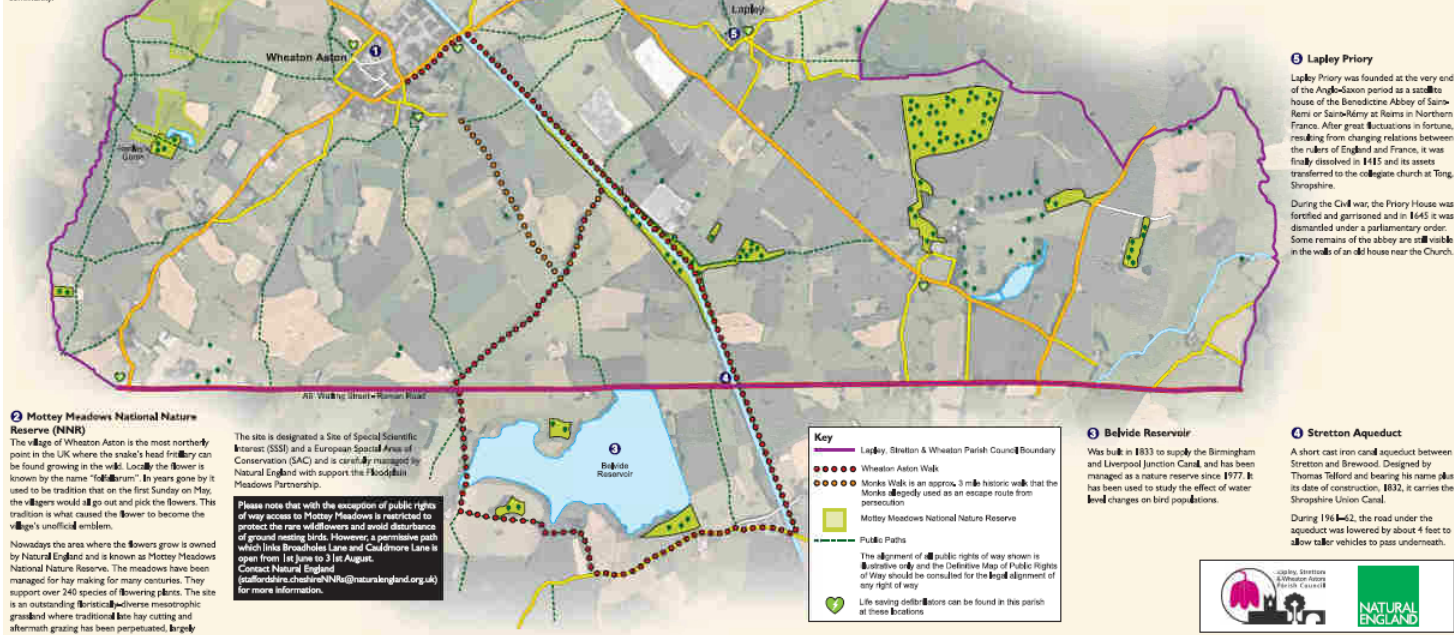 Wheaton Aston
1
Lapley
5
A5 Watling Street - Roman Road
4
3
Belvide
Reservoir
5 Lapley Priory
Lapley Priory was founded at the very end
of the Anglo-Saxon period as a satellite
house of the Benedictine Abbey of Saint-
Remi or Saint-Rémy at Reims in Northern
France. After great fluctuations in fortune,
resulting from changing relations between
the rulers of England and France, it was
finally dissolved in 1415 and its assets
transferred to the collegiate church at Tong,
Shropshire.
During the Civil war, the Priory House was
fortified and garrisoned and in 1645 it was
dismantled under a parliamentary order.
Some remains of the abbey are still visible
in the walls of an old house near the Church.
2 Mottey Meadows National Nature
Reserve (NNR)
The village of Wheaton Aston is the most northerly
point in the UK where the snake's head fritillary can
be found growing in the wild. Locally the flower is
known by the name "folfallarum". In years gone by it
used to be tradition that on the first Sunday on May,
the villagers would all go out and pick the flowers. This
tradition is what caused the flower to become the
village's unofficial emblem.
Nowadays the area where the flowers grow is owned
by Natural England and is known as Mottey Meadows
National Nature Reserve. The meadows have been
managed for hay making for many centuries. They
support over 240 species of flowering plants. The site
is an outstanding floristically-diverse mesotrophic
grassland where traditional late hay cutting and
aftermath grazing has been perpetuated, largely
The site is designated a Site of Special Scientific
Interest (SSSI) and a European Special Area of
Conservation (SAC) and is carefully managed by
Natural England with support the Floodplain
Meadows Partnership.
Please note that with the exception of public rights
of way access to Mottey Meadows is restricted to
protect the rare wildflowers and avoid disturbance
of ground nesting birds. However, a permissive path
which links Broadholes Lane and Cauldmore Lane is
open from 1st June to 31st August.
Contact Natural England
(staffordshire.cheshireNNRs@naturalengland.org.uk)
for more information.
Key
Lapley, Stretton & Wheaton Parish Council Boundary
Wheaton Aston Walk
Monks Walk is an approx. 3 mile historic walk that the
Monks allegedly used as an escape route from
persecution
Mottey Meadows National Nature Reserve
Public Paths
The alignment of all public rights of way shown is
illustrative only and the Definitive Map of Public Rights
of Way should be consulted for the legal alignment of
any right of way
Life saving defibrillators can be found in this parish
at these locations
3 Belvide Reservoir
Was built in 1833 to supply the Birmingham
and Liverpool Junction Canal, and has been
managed as a nature reserve since 1977. It
has been used to study the effect of water
level changes on bird populations.
4 Stretton Aqueduct
A short cast iron canal aqueduct between
Stretton and Brewood. Designed by
Thomas Telford and bearing his name plus
its date of construction, 1832, it carries the
Shropshire Union Canal.
During 1961-62, the road under the
aqueduct was lowered by about 4 feet to
allow taller vehicles to pass underneath.
Lapley, Stretton
& Wheaton Aston
Parish Council
NATURAL
ENGLAND